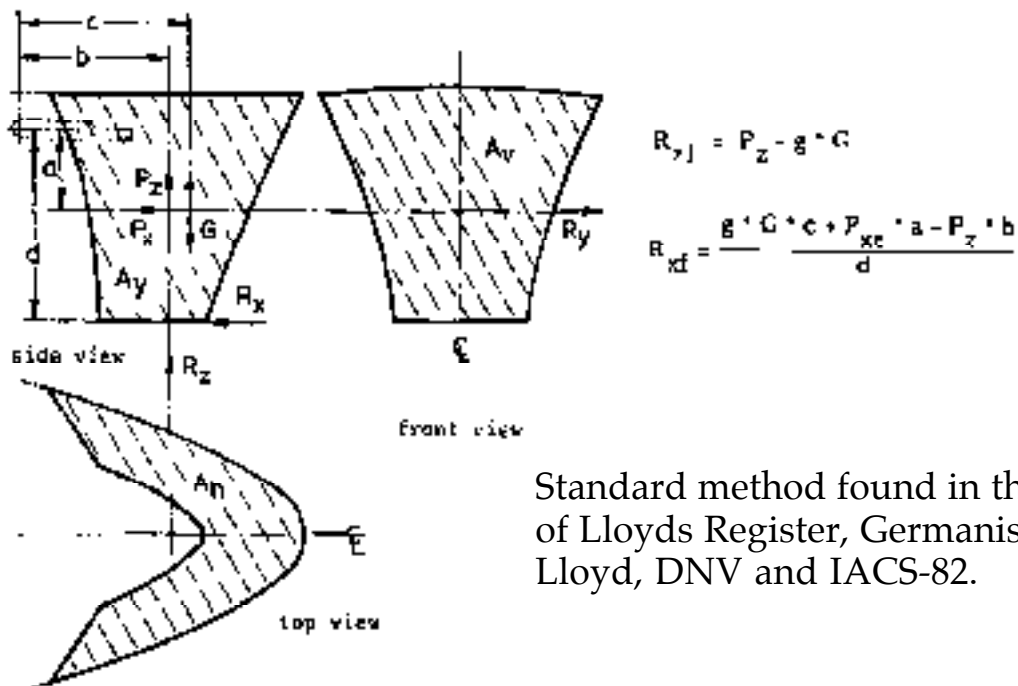 c
b
a
d
P_z
P_x
G
A_y
R_x
R_z
side view
A_v
R_y
℄
front view
A_h
℄
top view
= P_z - g * G
R_xf = g * G * c + P_xe * a - P_z * b
d
Standard method found in th
of Lloyds Register, Germanis
Lloyd, DNV and IACS-82.